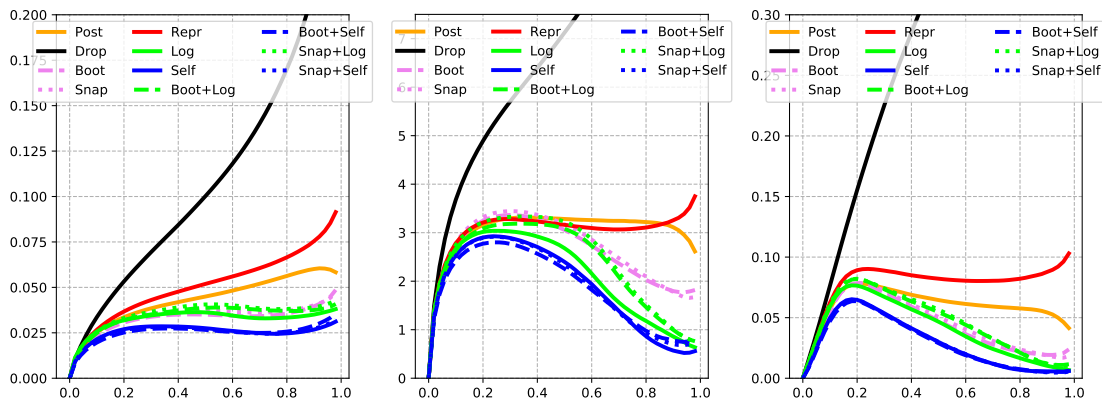 0.200
0.175
0.150
0.125
0.100
0.075
0.050
0.025
0.000
0.0 0.2 0.4 0.6 0.8 1.0
Post Repr Boot+Self
Drop Log Snap+Log
Boot Self Snap+Self
Snap Boot+Log
7
6
5
4
3
2
1
0
0.0 0.2 0.4 0.6 0.8 1.0
Post Repr Boot+Self
Drop Log Snap+Log
Boot Self Snap+Self
Snap Boot+Log
0.30
0.25
0.20
0.15
0.10
0.05
0.00
0.0 0.2 0.4 0.6 0.8 1.0
Post Repr Boot+Self
Drop Log Snap+Log
Boot Self Snap+Self
Snap Boot+Log